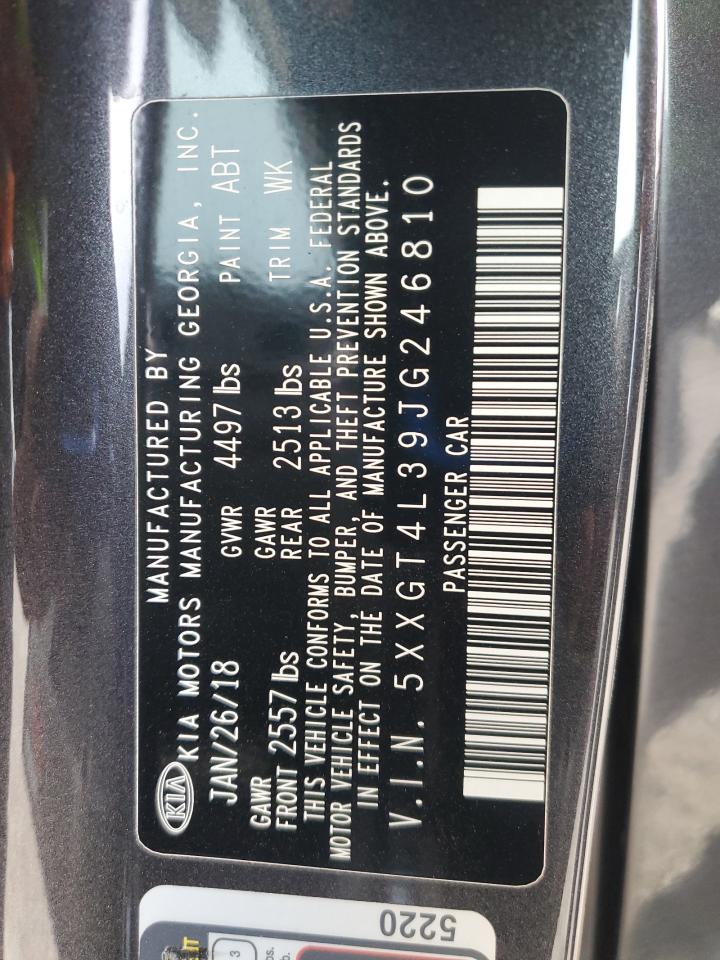 MANUFACTURED BY
KIA KIA MOTORS MANUFACTURING GEORGIA, INC.
JAN/26/18 GVWR 4497 lbs PAINT ABT
GAWR GAWR
FRONT 2557 lbs REAR 2513 lbs TRIM WK
THIS VEHICLE CONFORMS TO ALL APPLICABLE U.S.A. FEDERAL
MOTOR VEHICLE SAFETY, BUMPER, AND THEFT PREVENTION STANDARDS
IN EFFECT ON THE DATE OF MANUFACTURE SHOWN ABOVE.
V.I.N. 5XXGT4L39JG246810
PASSENGER CAR
5220
3